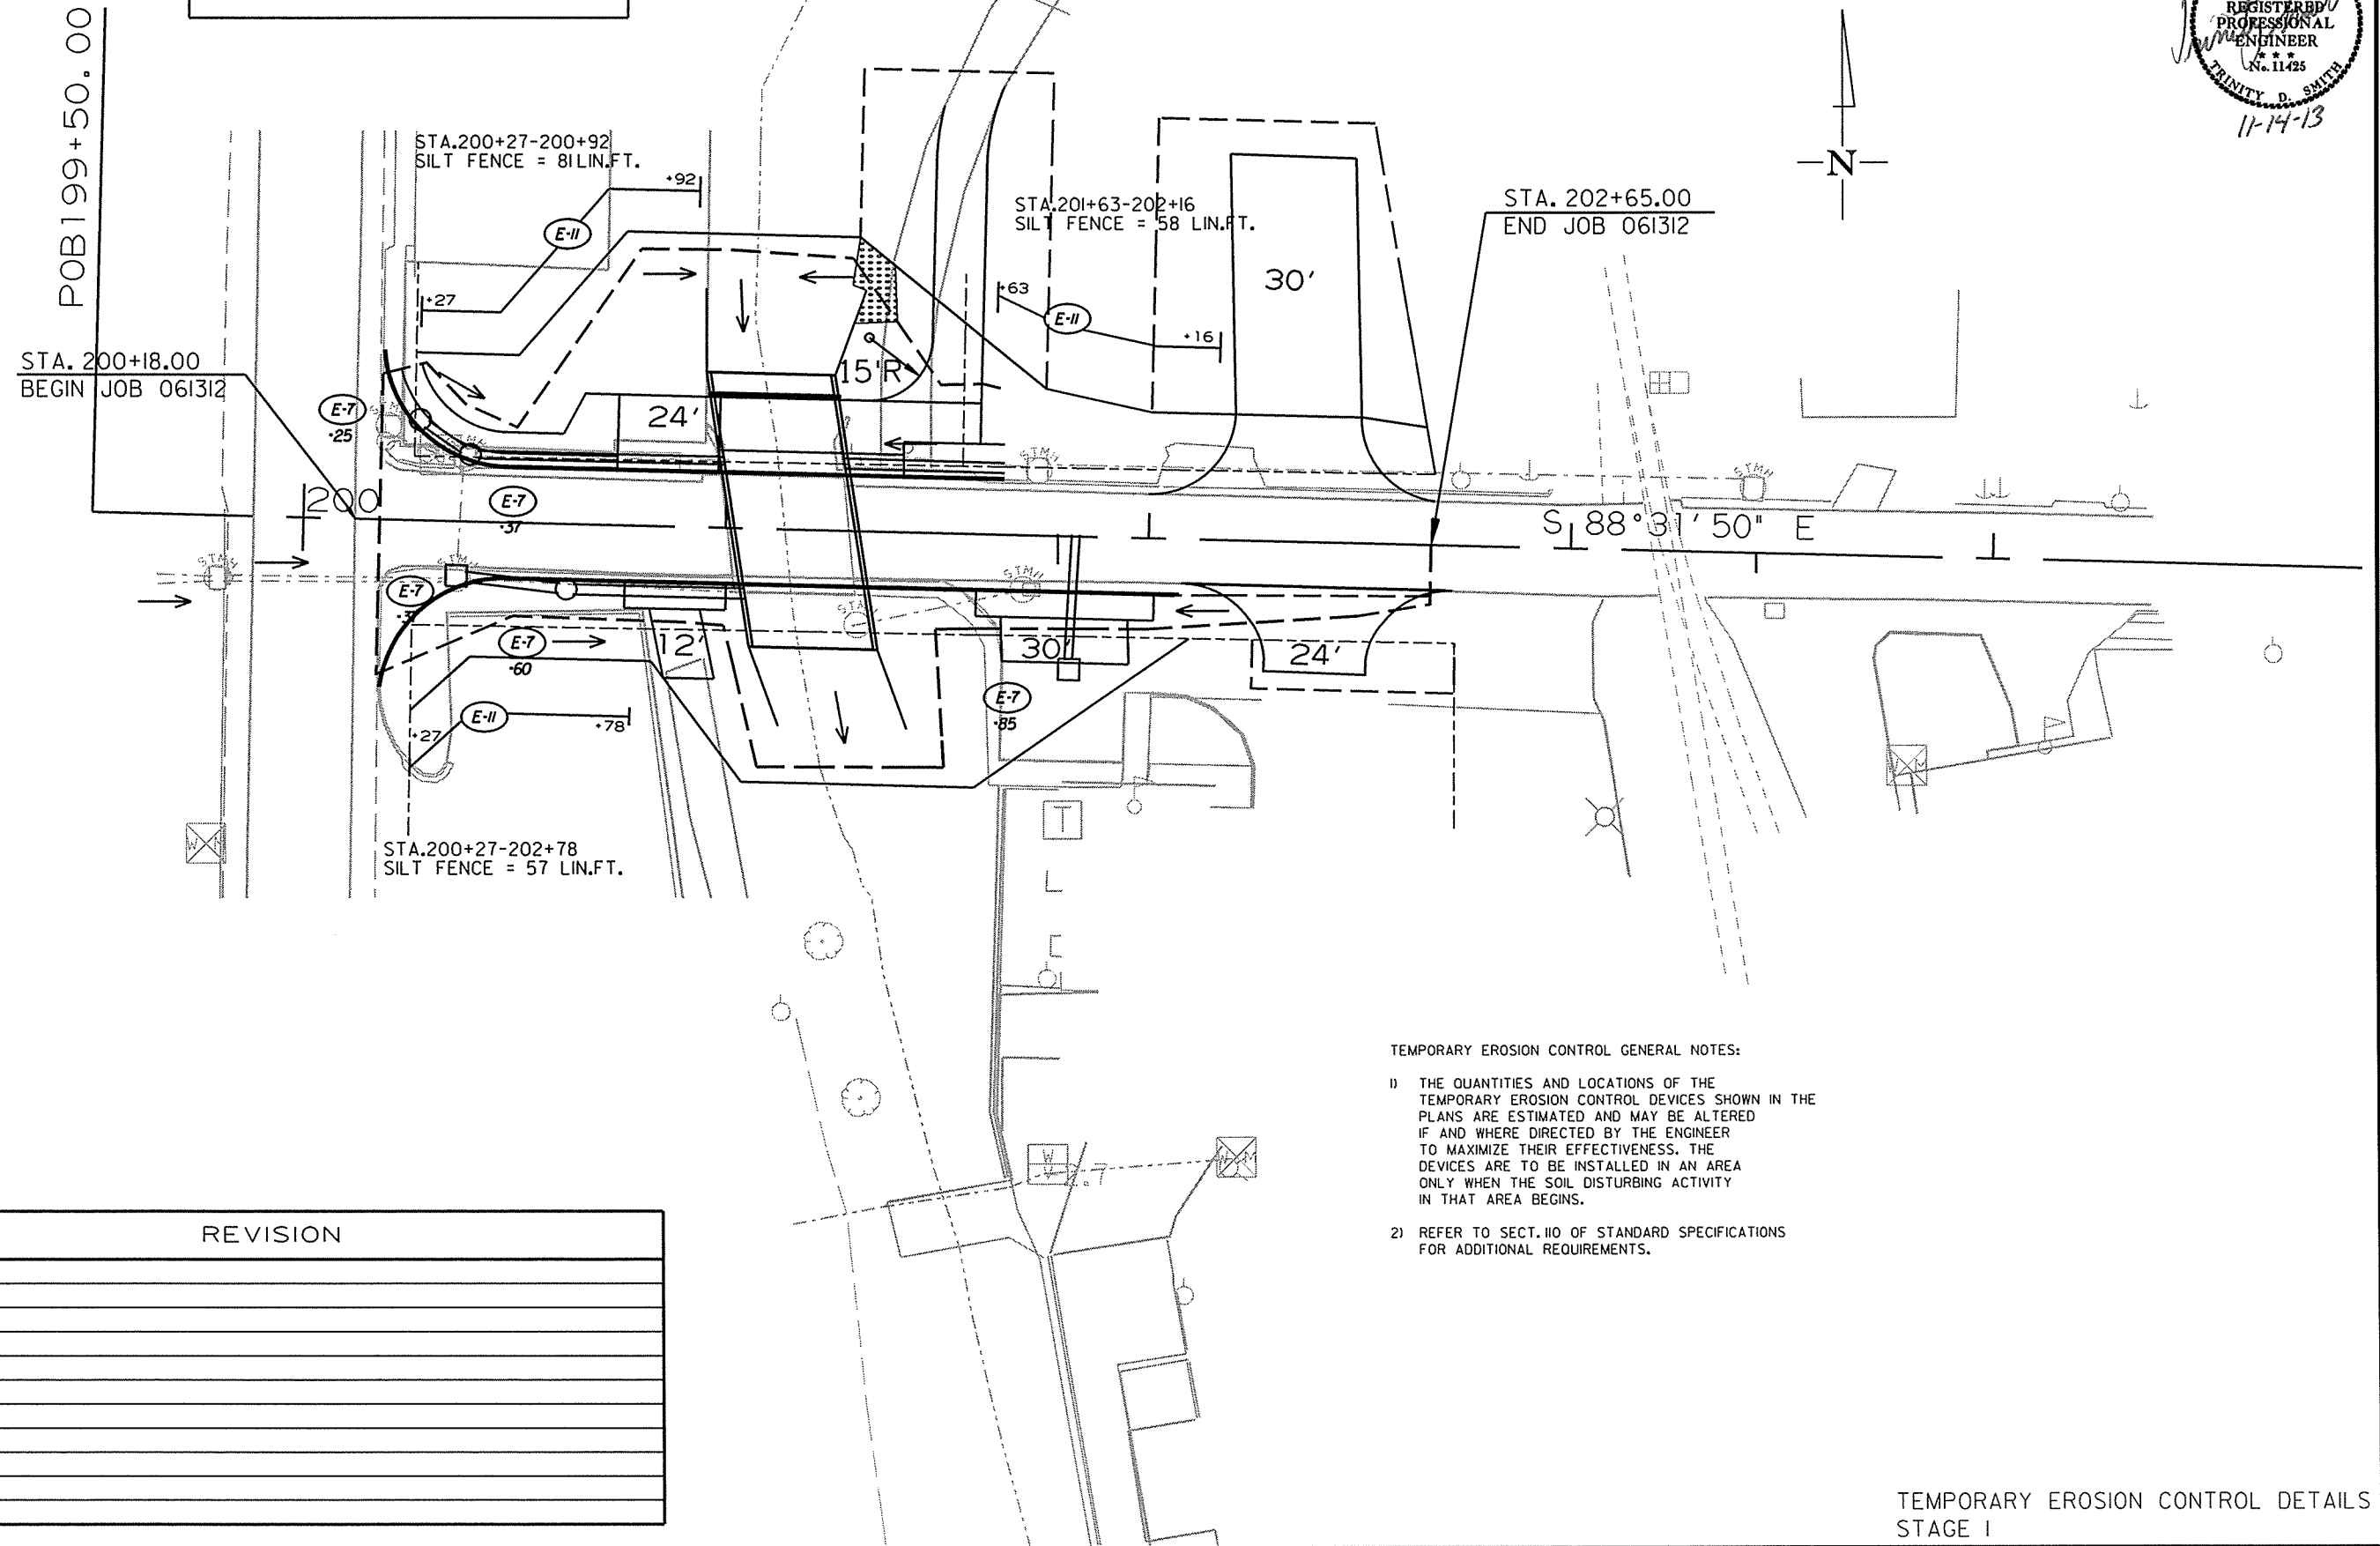 POB199+50.00
REGISTERED
PROFESSIONAL
ENGINEER
* * *
No. 11425
TRINITY D. SMITH
11-14-13
N
STA.200+27-200+92
SILT FENCE = 81 LIN.FT.
+92
E-11
+27
STA.201+63-202+16
SILT FENCE = 58 LIN.FT.
+63
E-11
+16
30'
STA. 202+65.00
END JOB 061312
STA. 200+18.00
BEGIN JOB 061312
E-7
+25
24'
15'R
STMH
STMH
200
E-7
+37
S 88°31'50" E
STMH
STMH
STMH
E-7
E-7
+60
12'
30'
24'
E-7
+85
E-11
+78
+27
STA.200+27-202+78
SILT FENCE = 57 LIN.FT.
T
TEMPORARY EROSION CONTROL GENERAL NOTES:
1) THE QUANTITIES AND LOCATIONS OF THE
TEMPORARY EROSION CONTROL DEVICES SHOWN IN THE
PLANS ARE ESTIMATED AND MAY BE ALTERED
IF AND WHERE DIRECTED BY THE ENGINEER
TO MAXIMIZE THEIR EFFECTIVENESS. THE
DEVICES ARE TO BE INSTALLED IN AN AREA
ONLY WHEN THE SOIL DISTURBING ACTIVITY
IN THAT AREA BEGINS.
2) REFER TO SECT. 110 OF STANDARD SPECIFICATIONS
FOR ADDITIONAL REQUIREMENTS.
REVISION
TEMPORARY EROSION CONTROL DETAILS
STAGE 1